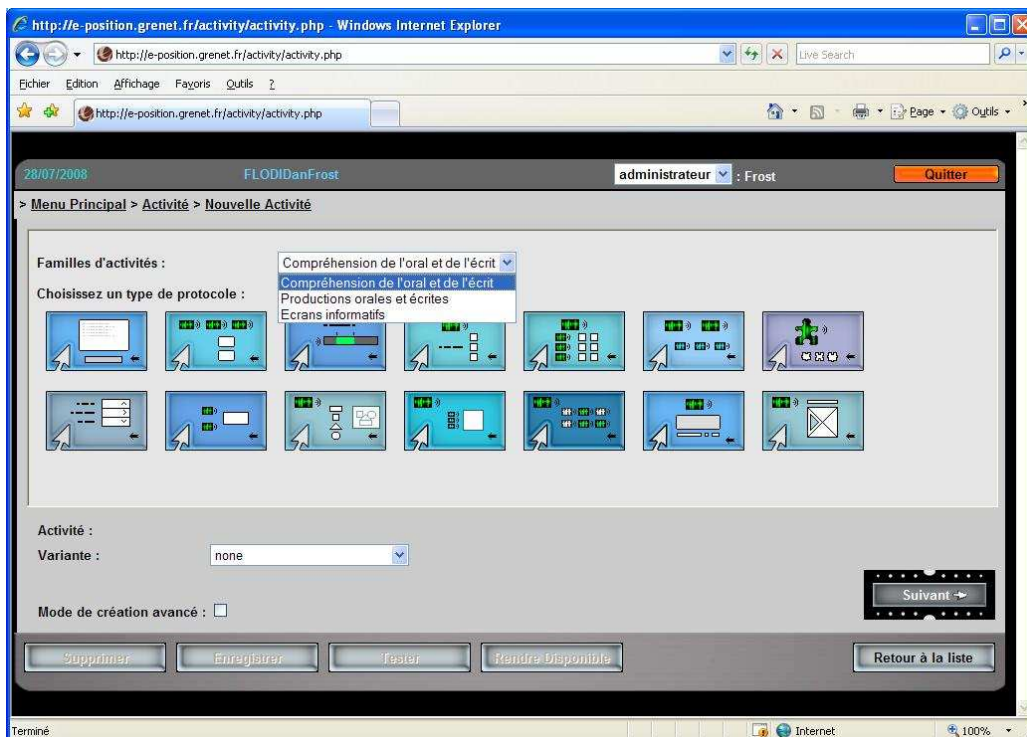 http://e-position.grenet.fr/activity/activity.php - Windows Internet Explorer
http://e-position.grenet.fr/activity/activity.php
Live Search
Fichier Edition Affichage Favoris Outils ?
http://e-position.grenet.fr/activity/activity.php
Page Outils
28/07/2008 FLODIDanFrost administrateur : Frost Quitter
> Menu Principal > Activité > Nouvelle Activité
Familles d'activités : Compréhension de l'oral et de l'écrit
Compréhension de l'oral et de l'écrit
Choisissez un type de protocole : Productions orales et écrites
Ecrans informatifs
Activité :
Variante : none
Suivant
Mode de création avancé :
Supprimer Enregistrer Tester Rendre Disponible Retour à la liste
Terminé Internet 100%